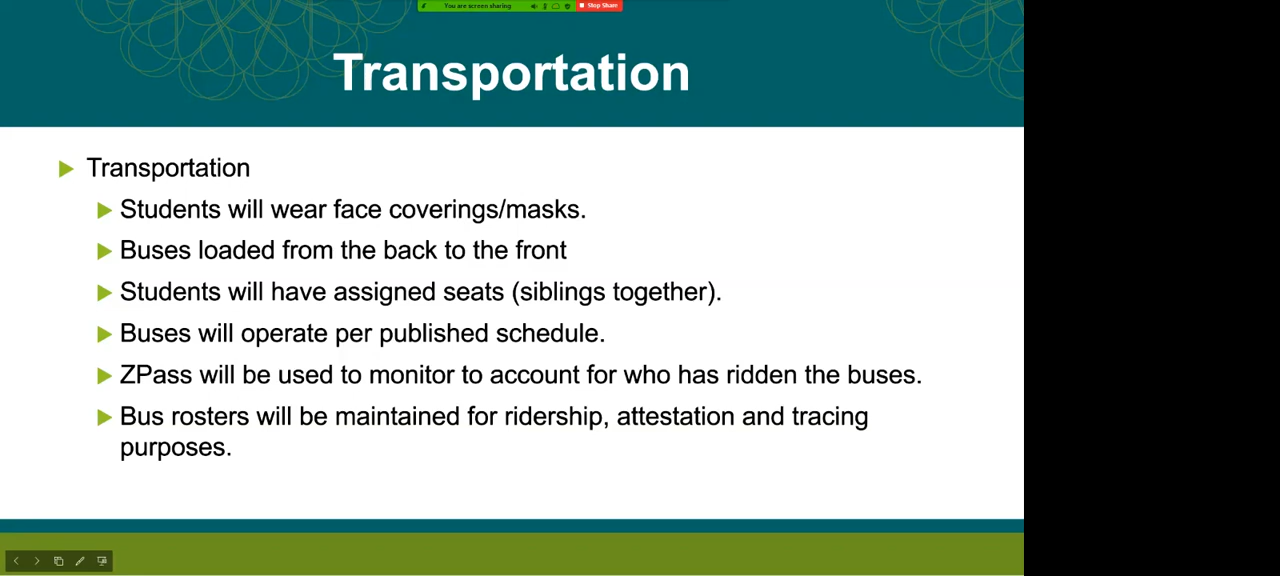 You are screen sharing
Stop Share
Transportation
Transportation
Students will wear face coverings/masks.
Buses loaded from the back to the front
Students will have assigned seats (siblings together).
Buses will operate per published schedule.
ZPass will be used to monitor to account for who has ridden the buses.
Bus rosters will be maintained for ridership, attestation and tracing
purposes.